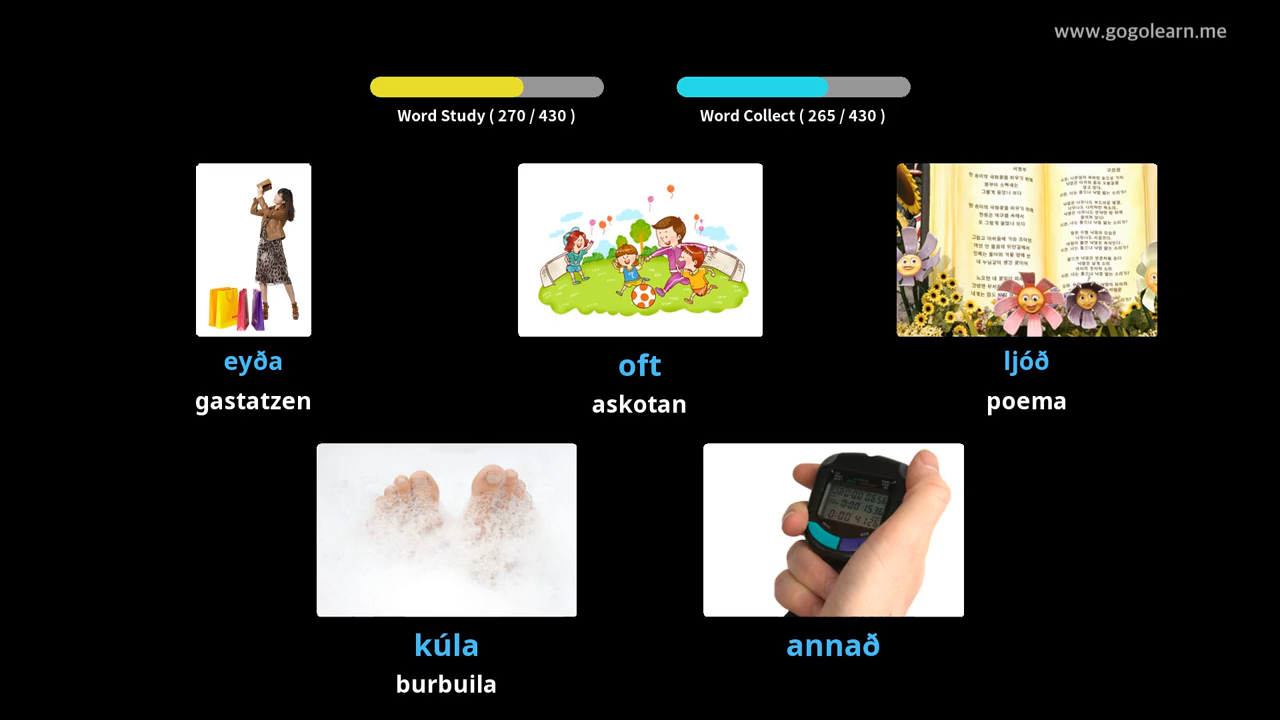 www.gogolearn.me
Word Study ( 270 / 430 )
Word Collect ( 265 / 430 )
eyða
gastatzen
oft
askotan
ljóð
poema
kúla
burbuila
annað